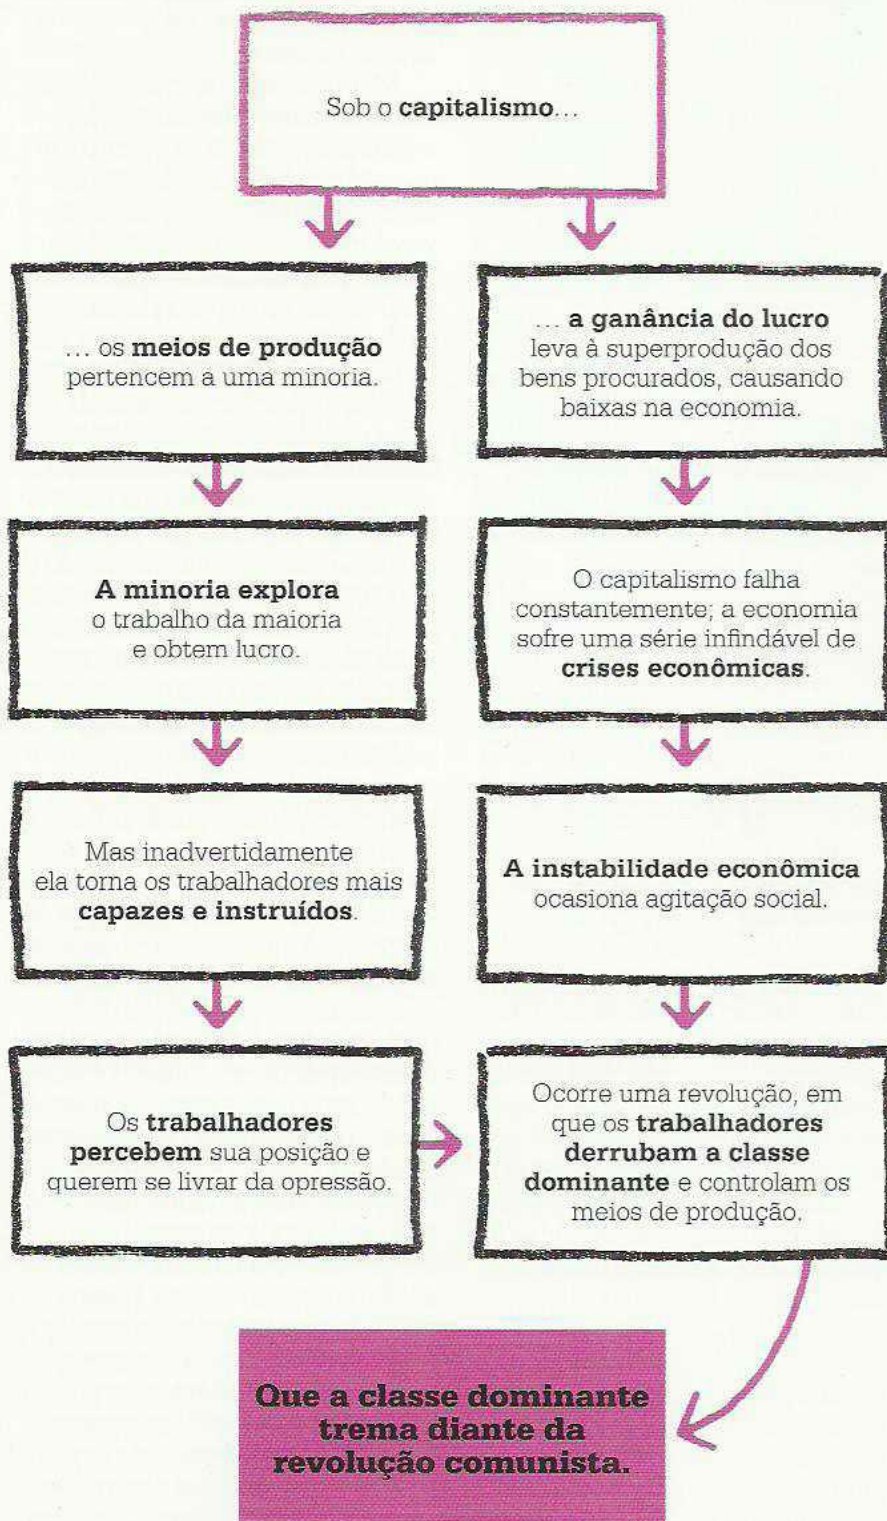 Sob o capitalismo...
... os meios de produção
pertencem a uma minoria.
... a ganância do lucro
leva à superprodução dos
bens procurados, causando
baixas na economia.
A minoria explora
o trabalho da maioria
e obtem lucro.
O capitalismo falha
constantemente; a economia
sofre uma série infindável de
crises econômicas.
Mas inadvertidamente
ela torna os trabalhadores mais
capazes e instruídos.
A instabilidade econômica
ocasiona agitação social.
Os trabalhadores
percebem sua posição e
querem se livrar da opressão.
Ocorre uma revolução, em
que os trabalhadores
derrubam a classe
dominante e controlam os
meios de produção.
Que a classe dominante
trema diante da
revolução comunista.